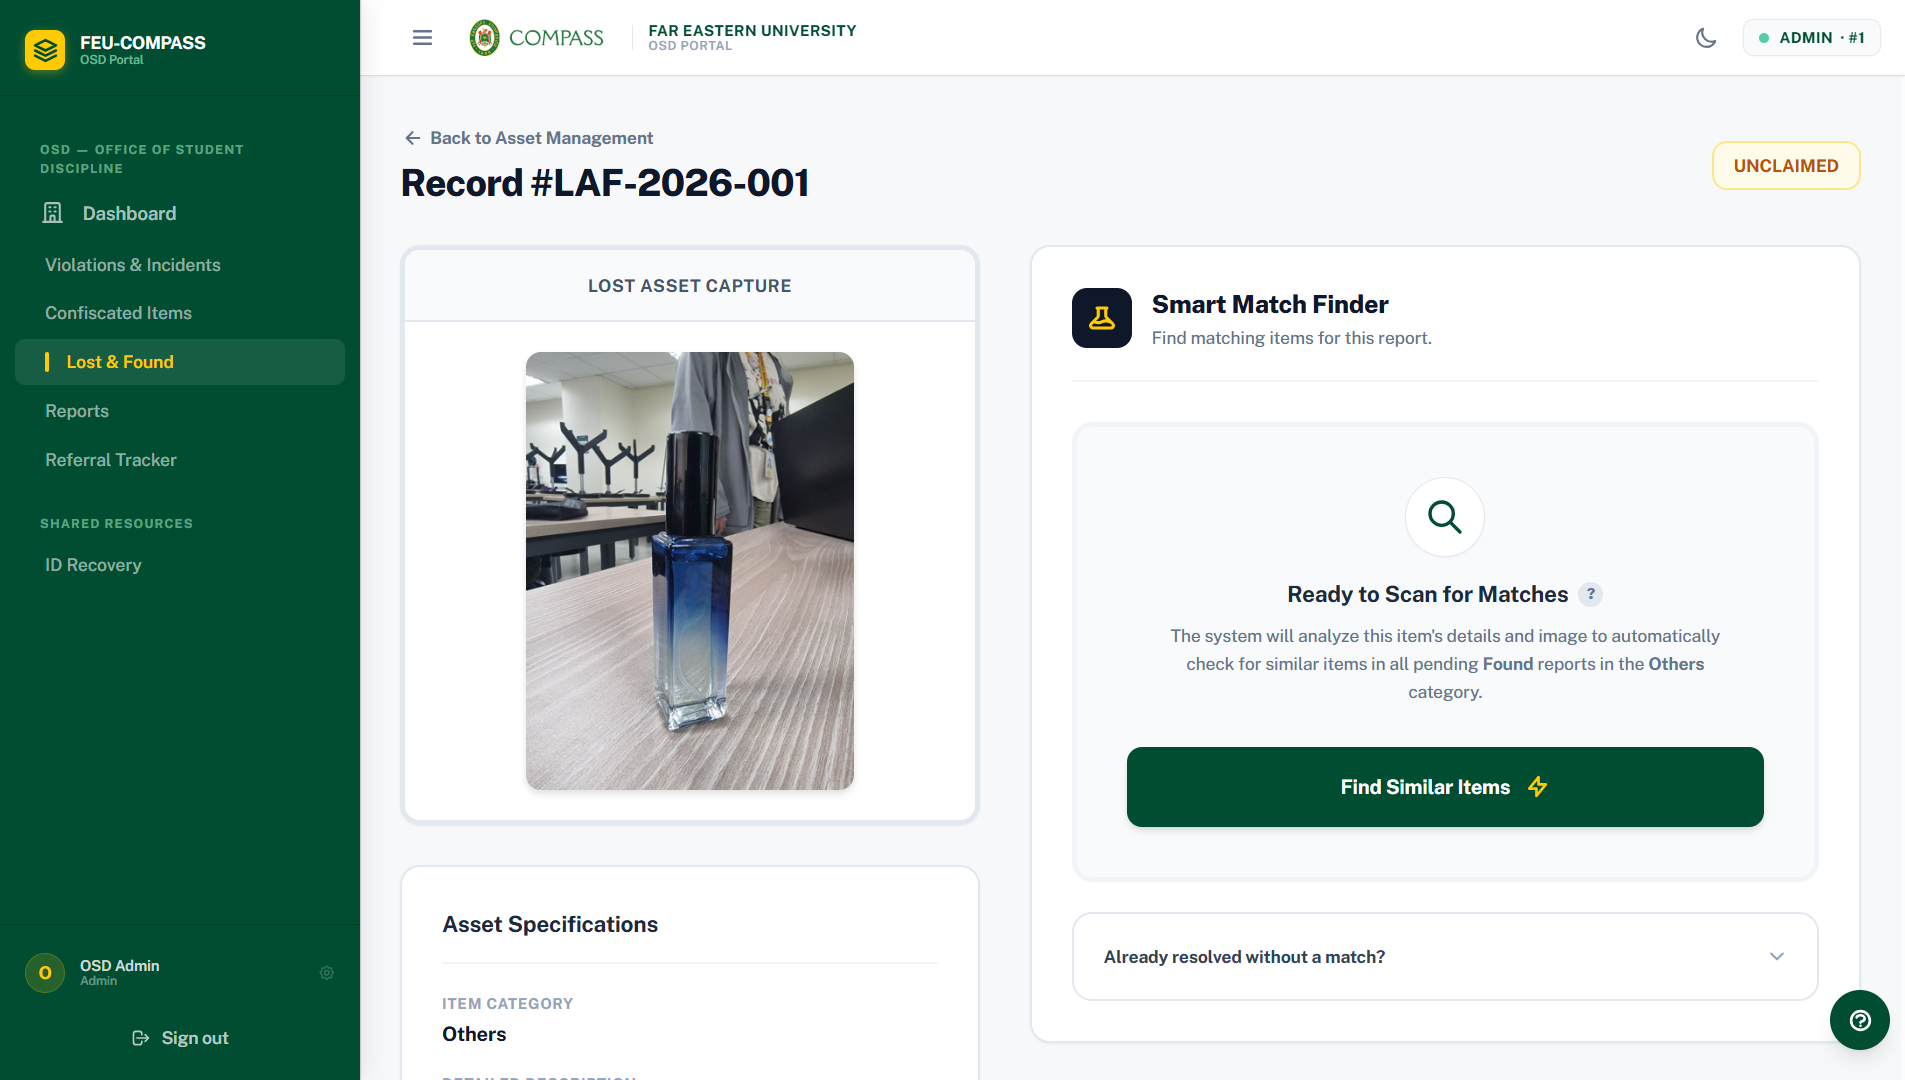 FEU-COMPASS
OSD Portal
OSD — OFFICE OF STUDENT
DISCIPLINE
Dashboard
Violations & Incidents
Confiscated Items
Lost & Found
Reports
Referral Tracker
SHARED RESOURCES
ID Recovery
O
OSD Admin
Admin
Sign out
COMPASS
FAR EASTERN UNIVERSITY
OSD PORTAL
ADMIN · #1
Back to Asset Management
Record #LAF-2026-001
UNCLAIMED
LOST ASSET CAPTURE
Asset Specifications
ITEM CATEGORY
Others
DETAILED DESCRIPTION
Smart Match Finder
Find matching items for this report.
Ready to Scan for Matches ?
The system will analyze this item's details and image to automatically
check for similar items in all pending Found reports in the Others
category.
Find Similar Items
Already resolved without a match?